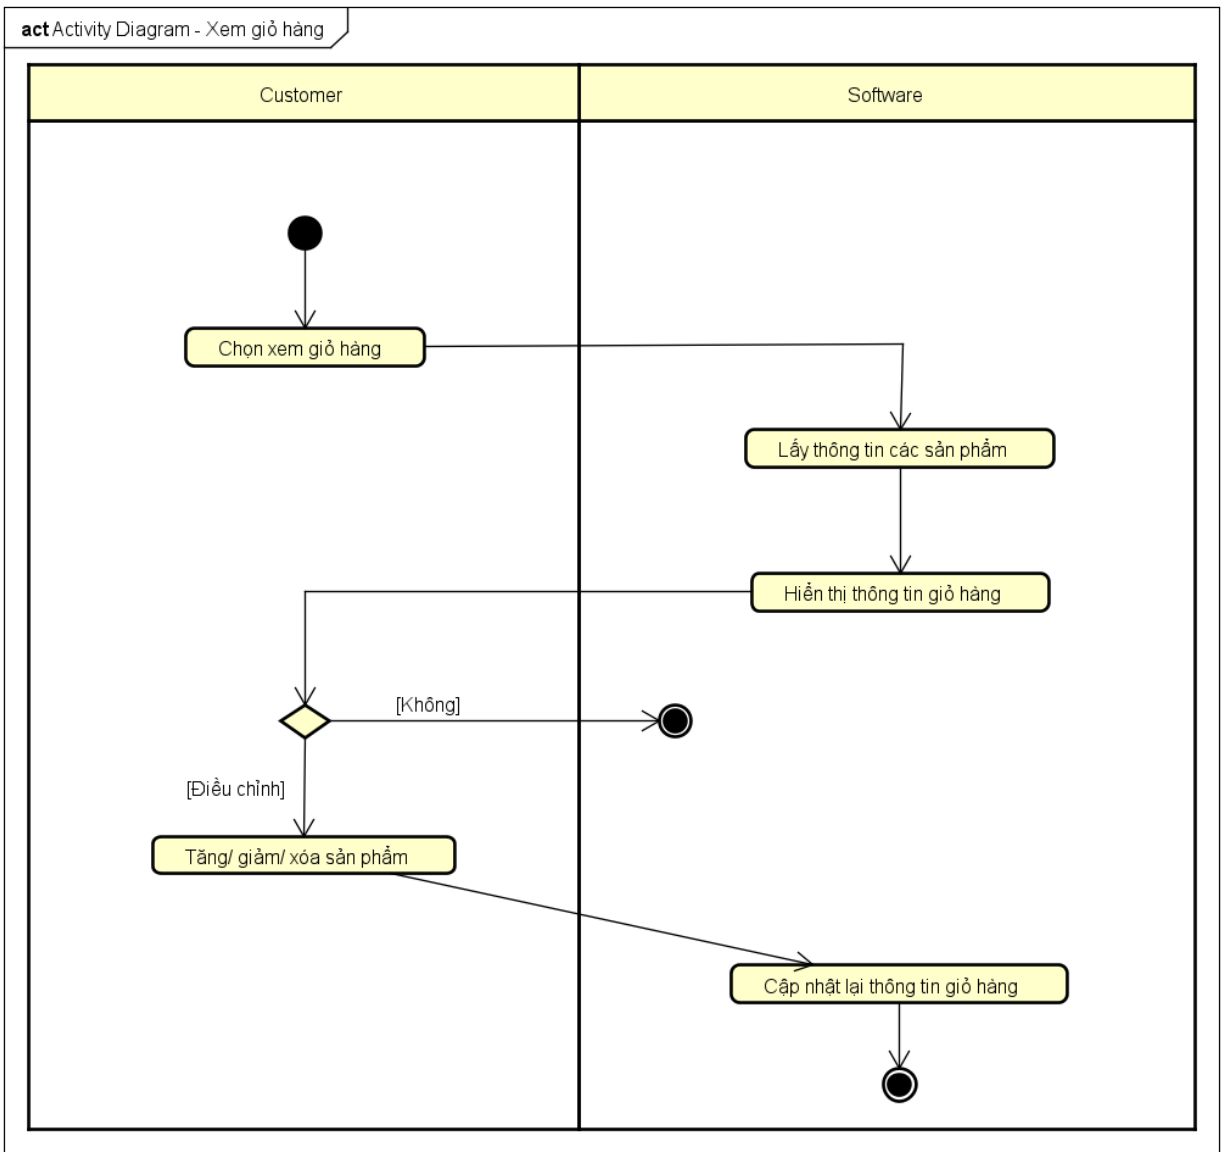 act Activity Diagram - Xem giỏ hàng
Customer
Software
Chọn xem giỏ hàng
Lấy thông tin các sản phẩm
Hiển thị thông tin giỏ hàng
[Không]
[Điều chỉnh]
Tăng/ giảm/ xóa sản phẩm
Cập nhật lại thông tin giỏ hàng